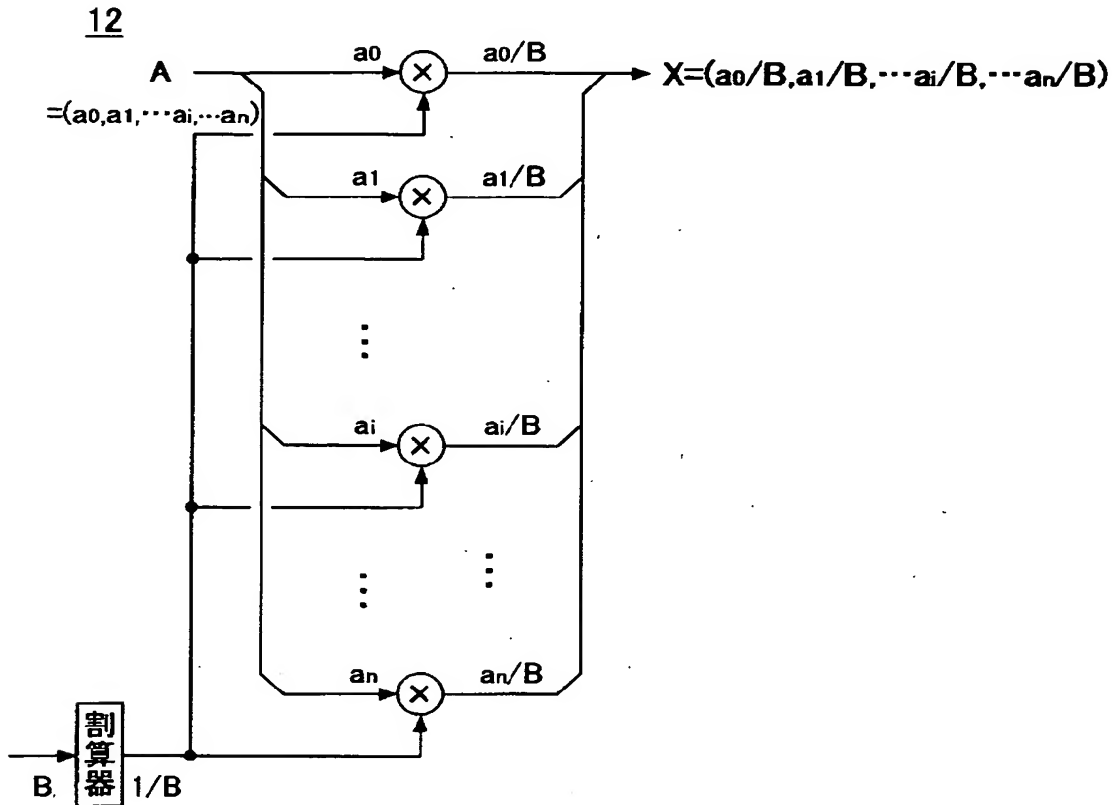 12
A
=(a0,a1,…ai,…an)
a0
×
a0/B
X=(a0/B,a1/B,…ai/B,…an/B)
a1
×
a1/B
⋮
ai
×
ai/B
⋮
⋮
an
×
an/B
B
割算器
1/B